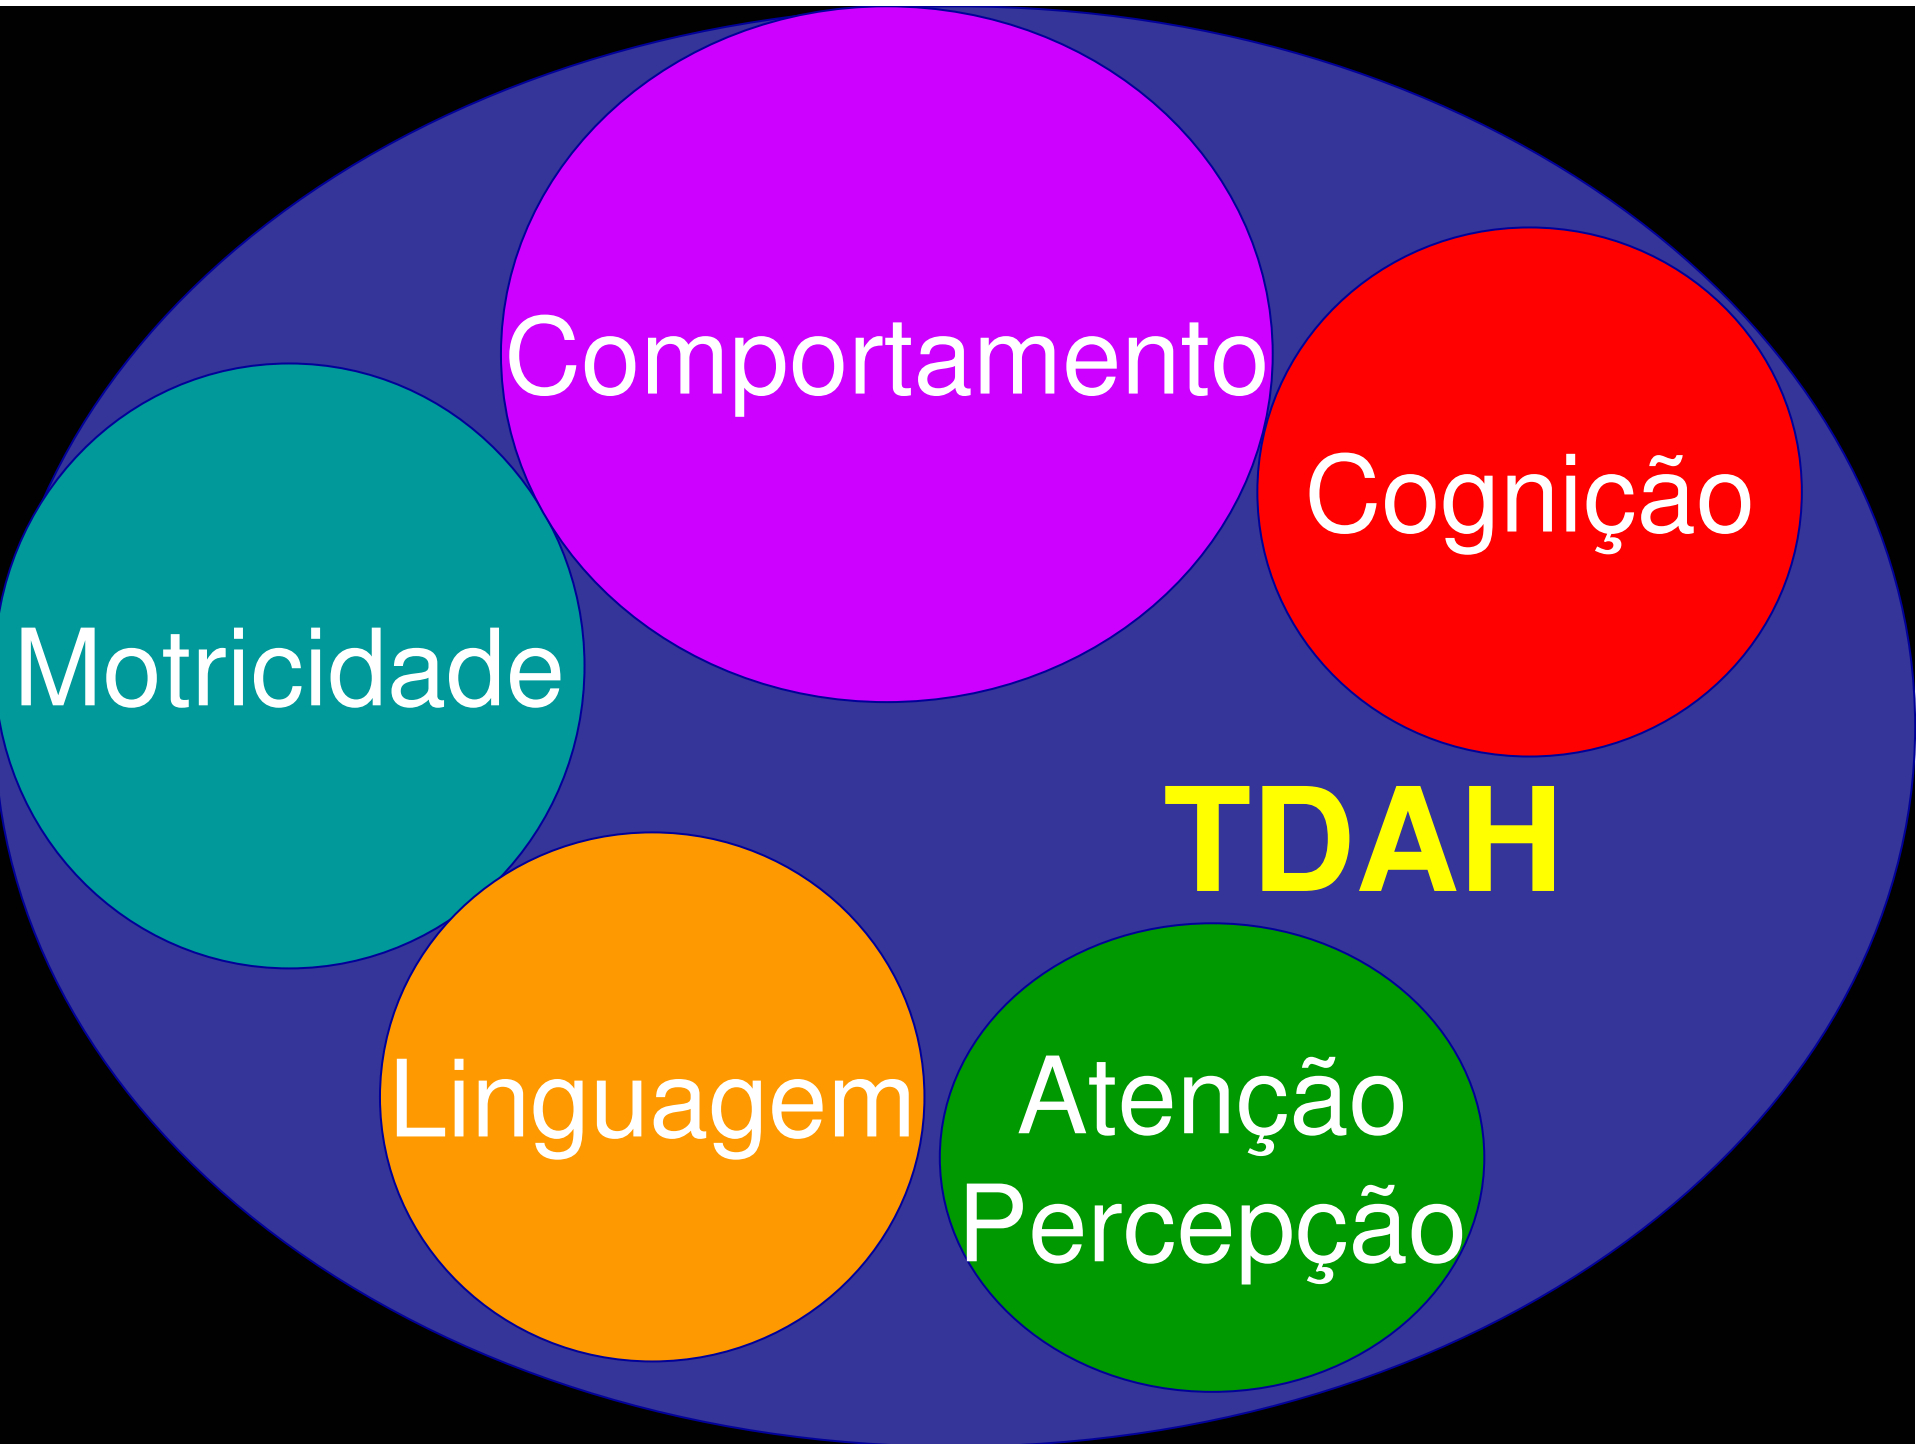 Comportamento
Cognição
Motricidade
TDAH
Linguagem
Atenção
Percepção